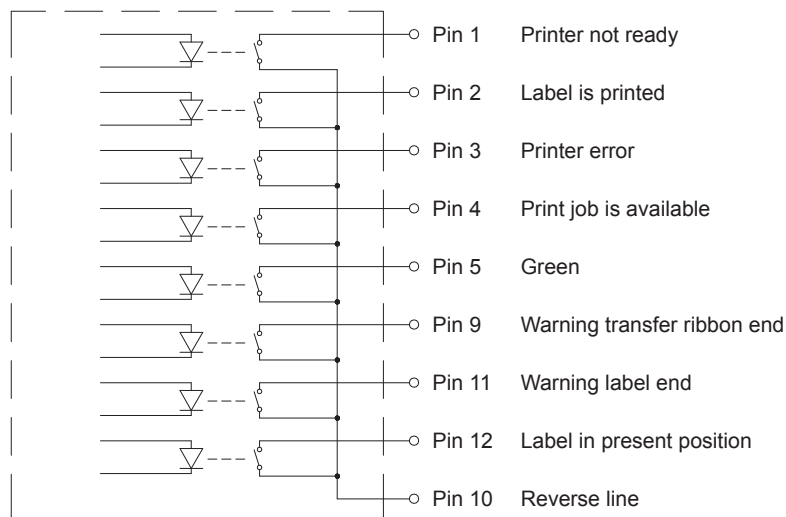 Pin 1 Printer not ready
Pin 2 Label is printed
Pin 3 Printer error
Pin 4 Print job is available
Pin 5 Green
Pin 9 Warning transfer ribbon end
Pin 11 Warning label end
Pin 12 Label in present position
Pin 10 Reverse line